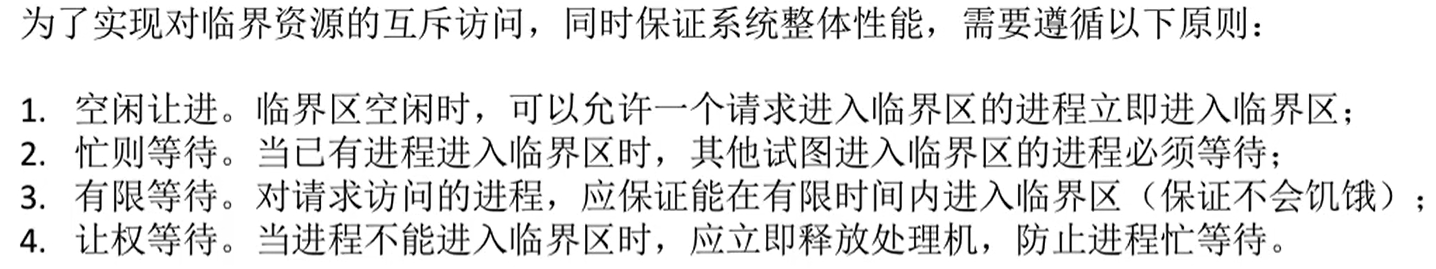 为了实现对临界资源的互斥访问，同时保证系统整体性能，需要遵循以下原则：
1. 空闲让进。临界区空闲时，可以允许一个请求进入临界区的进程立即进入临界区；
2. 忙则等待。当已有进程进入临界区时，其他试图进入临界区的进程必须等待；
3. 有限等待。对请求访问的进程，应保证能在有限时间内进入临界区（保证不会饥饿）；
4. 让权等待。当进程不能进入临界区时，应立即释放处理机，防止进程忙等待。